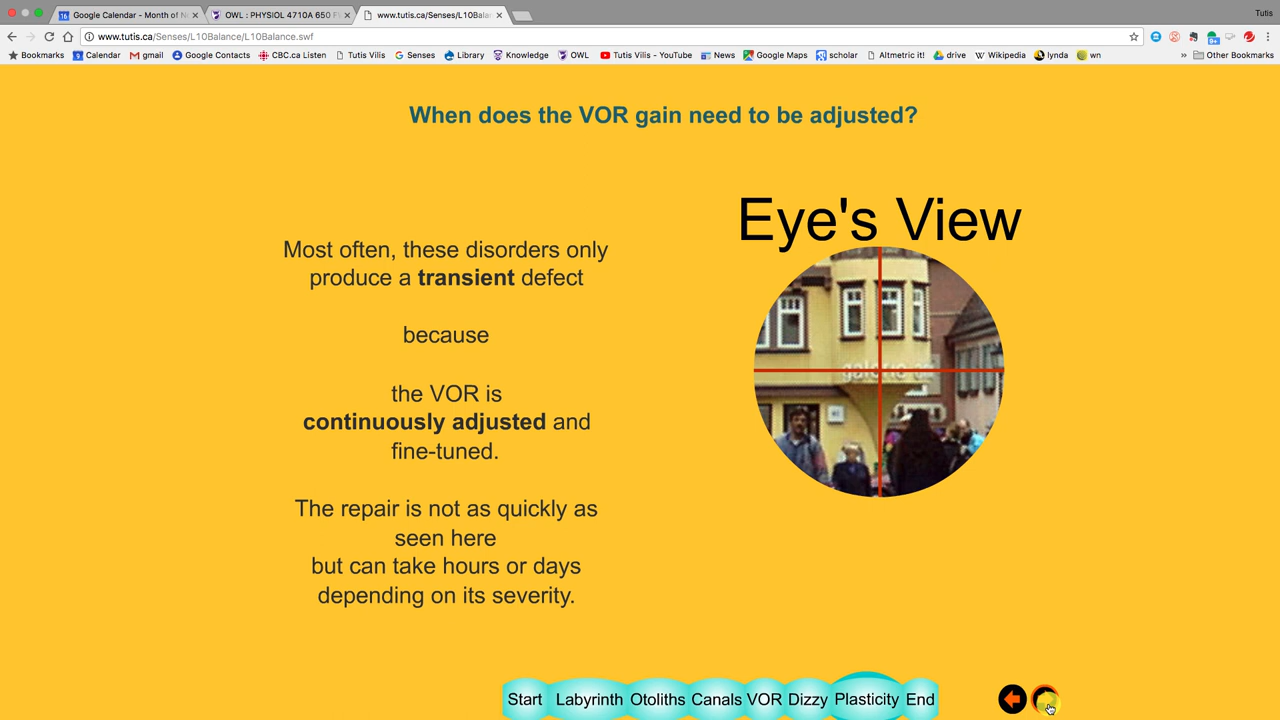 Google Calendar - Month of N
OWL : PHYSIOL 4710A 650 F
www.tutis.ca/Senses/L10Bala
Tutis
www.tutis.ca/Senses/L10Balance/L10Balance.swf
Bookmarks
Calendar
gmail
Google Contacts
CBC.ca Listen
Tutis Vilis
Senses
Library
Knowledge
OWL
Tutis Vilis - YouTube
News
Google Maps
scholar
Altmetric it!
drive
Wikipedia
lynda
wn
» Other Bookmarks
When does the VOR gain need to be adjusted?
Eye's View
Most often, these disorders only
produce a transient defect
because
the VOR is
continuously adjusted and
fine-tuned.
The repair is not as quickly as
seen here
but can take hours or days
depending on its severity.
Start
Labyrinth
Otoliths
Canals
VOR
Dizzy
Plasticity
End